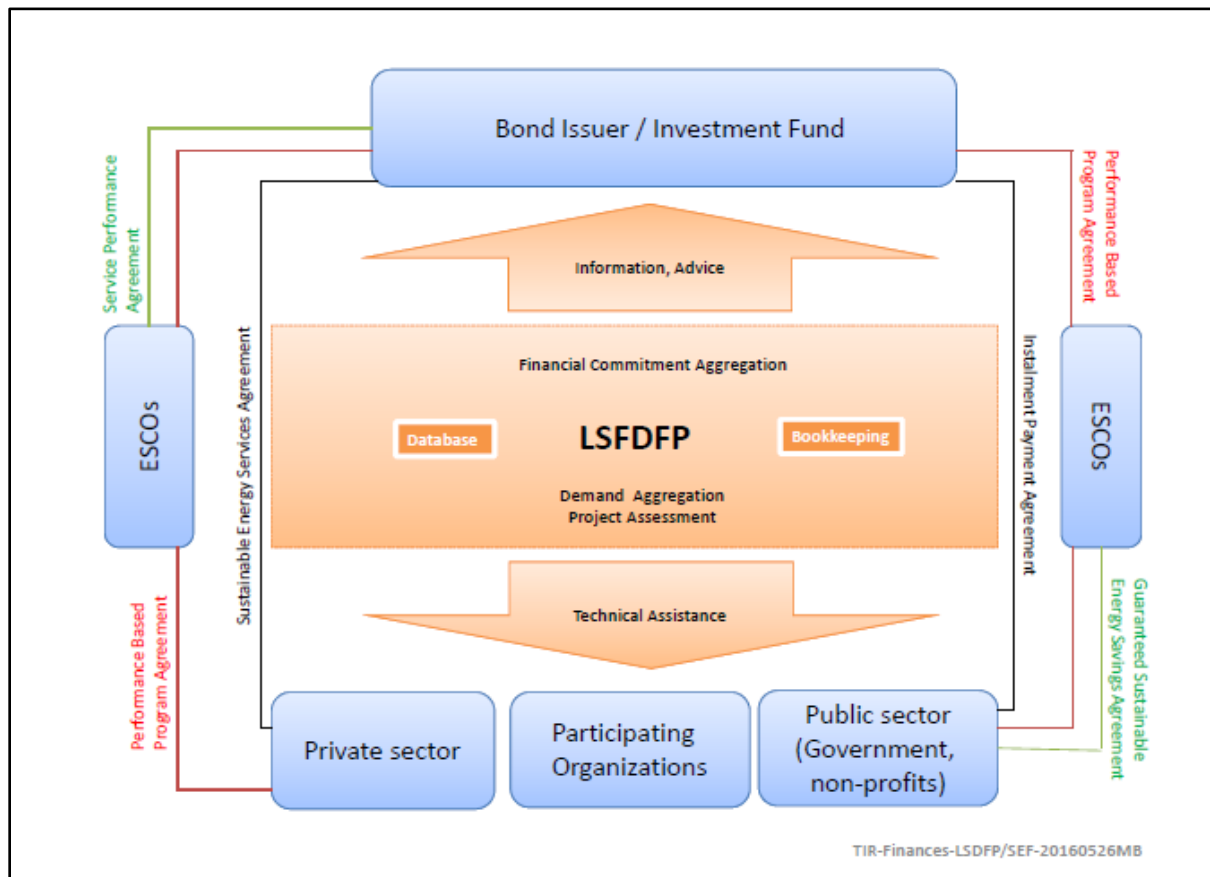 Bond Issuer / Investment Fund
Service Performance
Agreement
Performance Based
Program Agreement
Information, Advice
Sustainable Energy Services Agreement
Instalment Payment Agreement
ESCOs
Financial Commitment Aggregation
Database
LSFDFP
Bookkeeping
Demand Aggregation
Project Assessment
ESCOs
Performance Based
Program Agreement
Technical Assistance
Guaranteed Sustainable
Energy Savings Agreement
Private sector
Participating
Organizations
Public sector
(Government,
non-profits)
TIR-Finances-LSDFP/SEF-20160526MB